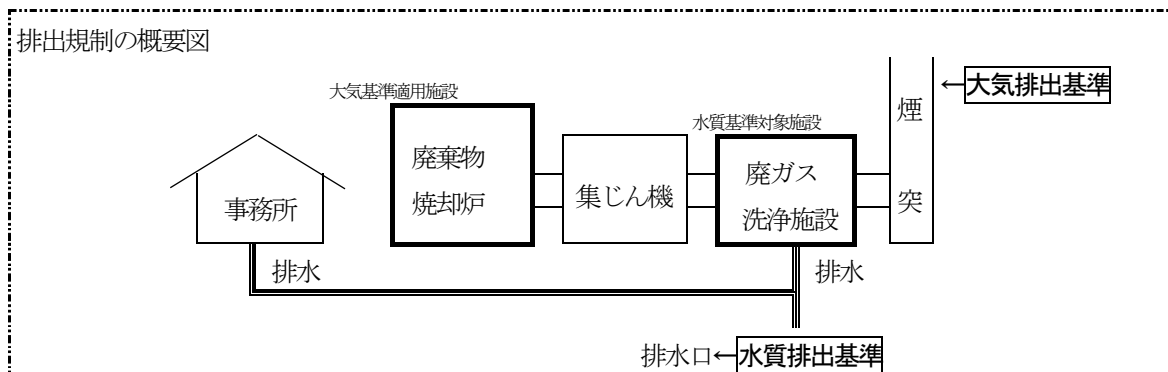 排出規制の概要図
大気基準適用施設
水質基準対象施設
←大気排出基準
煙
突
廃棄物
焼却炉
集じん機
廃ガス
洗浄施設
事務所
排水
排水
排水口←水質排出基準